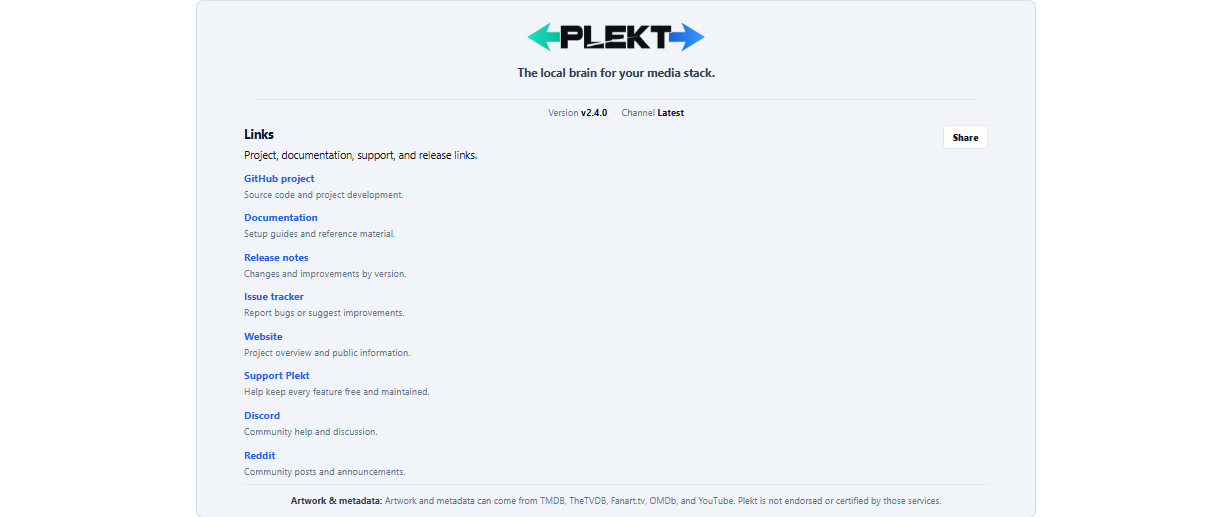 PLEKT
The local brain for your media stack.
Version v2.4.0 Channel Latest
Links
Share
Project, documentation, support, and release links.
GitHub project
Source code and project development.
Documentation
Setup guides and reference material.
Release notes
Changes and improvements by version.
Issue tracker
Report bugs or suggest improvements.
Website
Project overview and public information.
Support Plekt
Help keep every feature free and maintained.
Discord
Community help and discussion.
Reddit
Community posts and announcements.
Artwork & metadata: Artwork and metadata can come from TMDB, TheTVDB, Fanart.tv, OMDb, and YouTube. Plekt is not endorsed or certified by those services.